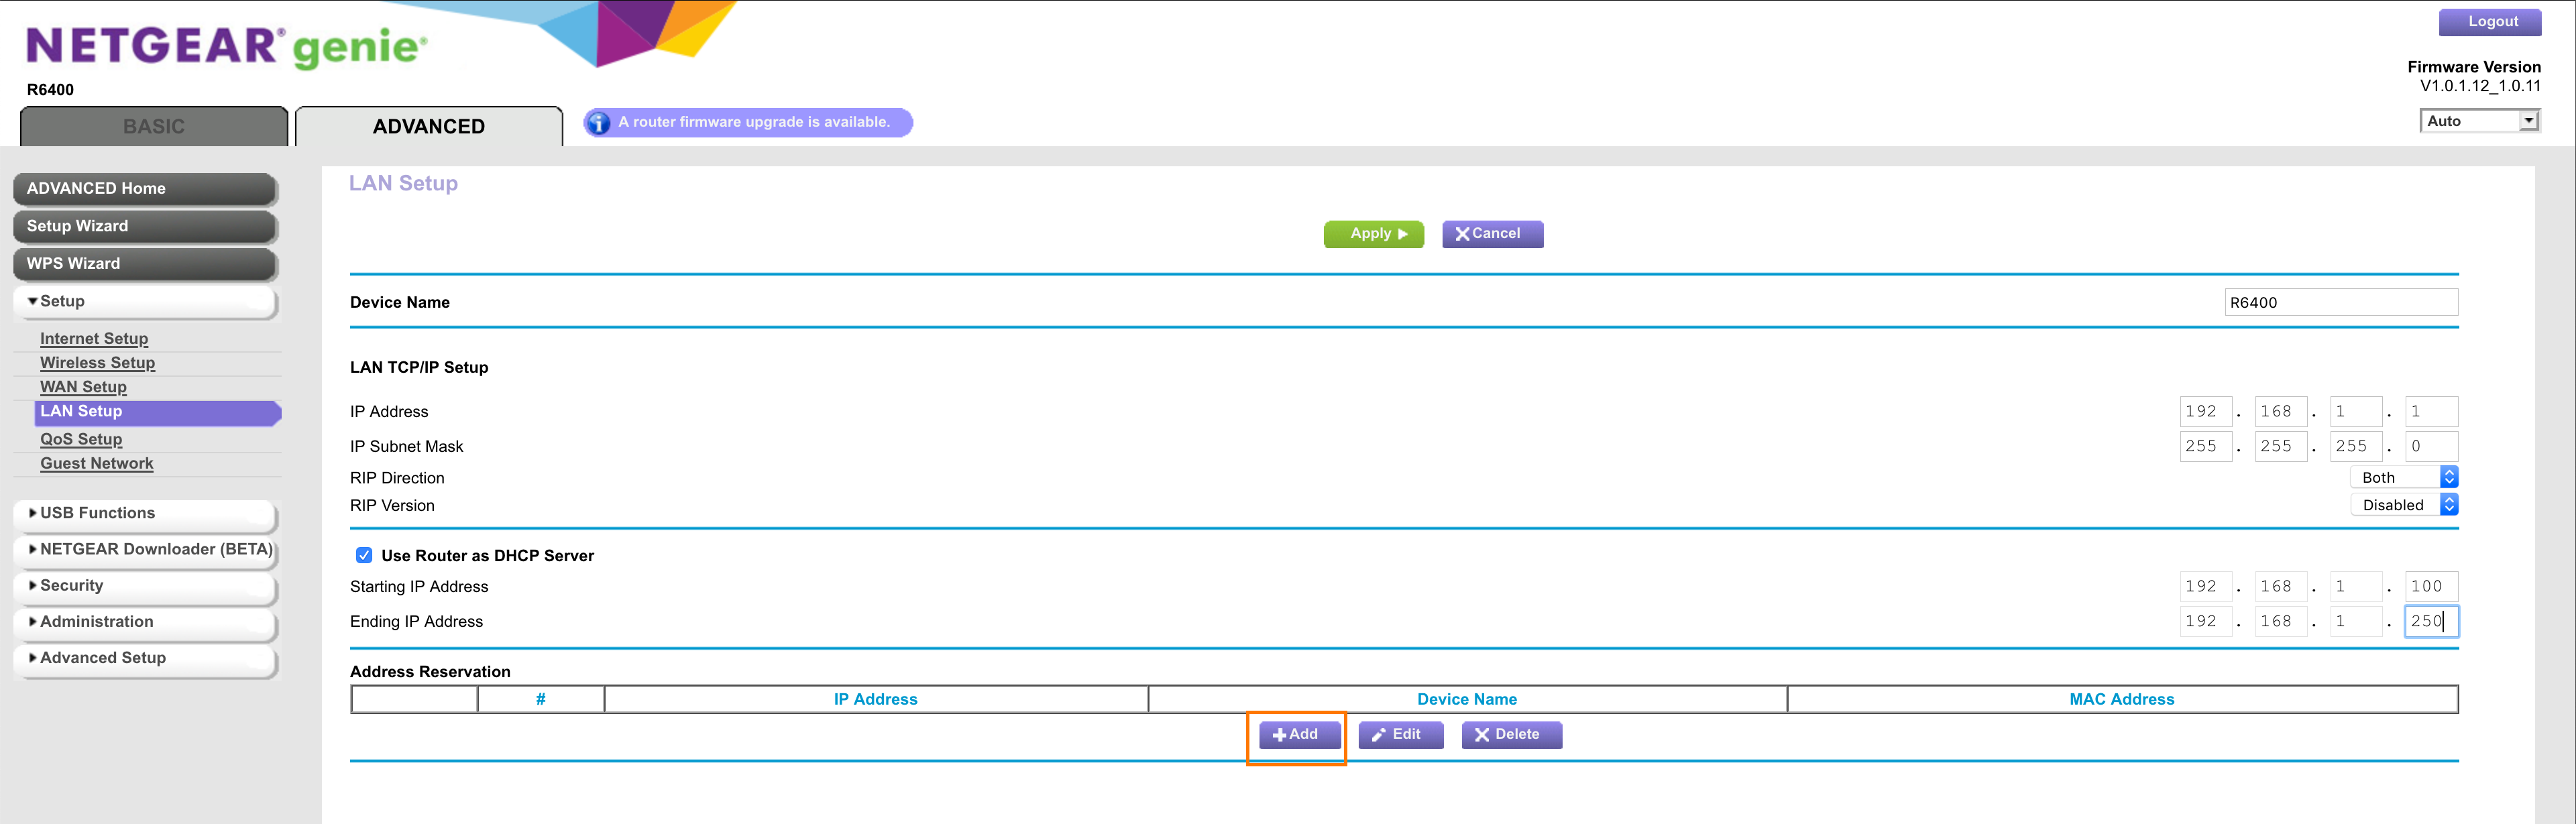 NETGEAR® genie®
Logout
Firmware Version
V1.0.1.12_1.0.11
R6400
BASIC
ADVANCED
A router firmware upgrade is available.
Auto
ADVANCED Home
Setup Wizard
WPS Wizard
Setup
Internet Setup
Wireless Setup
WAN Setup
LAN Setup
QoS Setup
Guest Network
USB Functions
NETGEAR Downloader (BETA)
Security
Administration
Advanced Setup
LAN Setup
Apply
Cancel
Device Name R6400
LAN TCP/IP Setup
IP Address 192 . 168 . 1 . 1
IP Subnet Mask 255 . 255 . 255 . 0
RIP Direction Both
RIP Version Disabled
Use Router as DHCP Server
Starting IP Address 192 . 168 . 1 . 100
Ending IP Address 192 . 168 . 1 . 250
Address Reservation
# IP Address Device Name MAC Address
Add Edit Delete